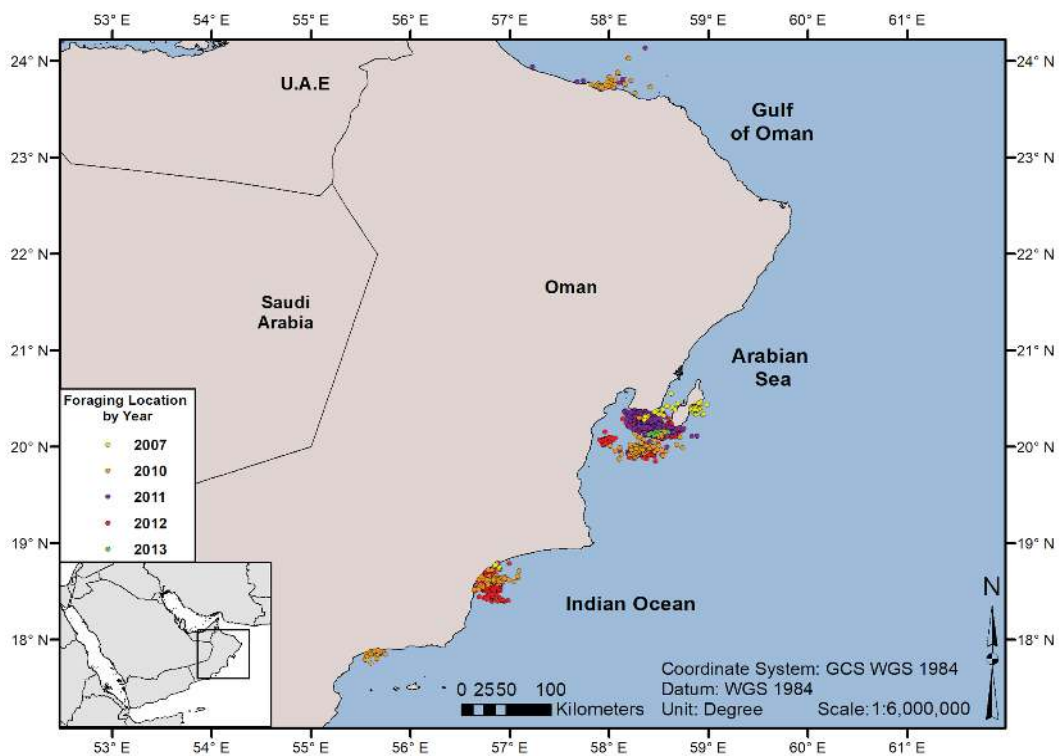 53° E 54° E 55° E 56° E 57° E 58° E 59° E 60° E 61° E
24° N 24° N
U.A.E
Gulf
of Oman
23° N 23° N
22° N 22° N
Oman
Saudi
Arabia
21° N 21° N
Arabian
Sea
Foraging Location
by Year
2007
20° N 20° N
2010
2011
2012
19° N 19° N
2013
N
Indian Ocean
18° N 18° N
Coordinate System: GCS WGS 1984
0 2550 100
Datum: WGS 1984
Kilometers
Unit: Degree Scale:1:6,000,000
53° E 54° E 55° E 56° E 57° E 58° E 59° E 60° E 61° E